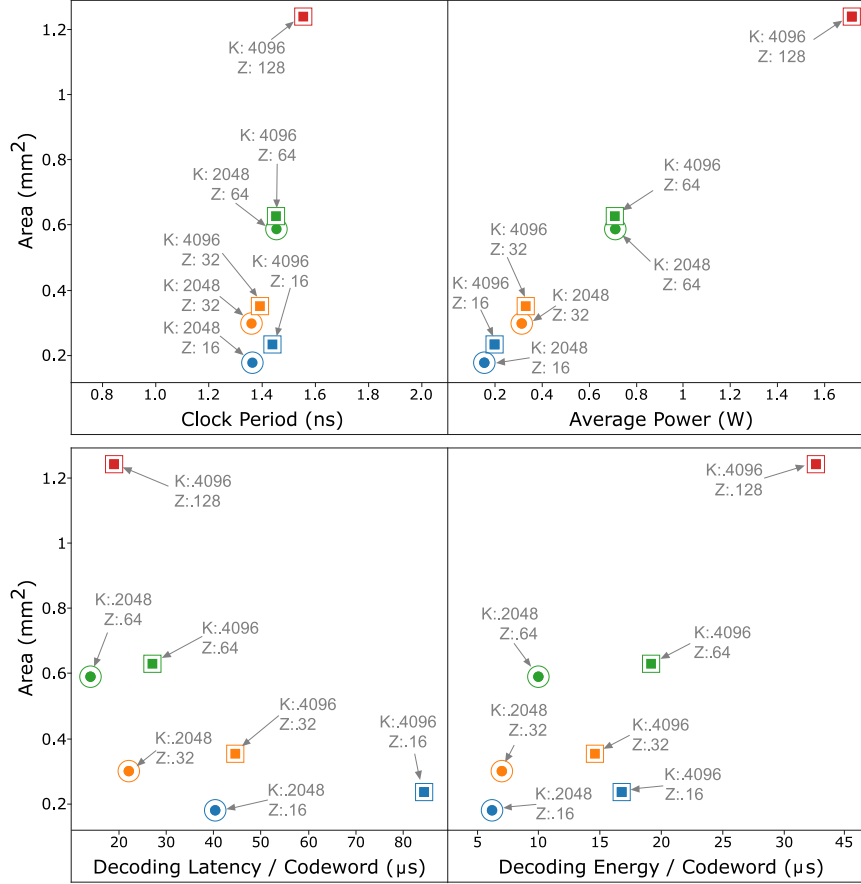 1.2
1
0.8
0.6
0.4
0.2
Area (mm²)
K: 4096
Z: 128
K: 4096
Z: 64
K: 2048
Z: 64
K: 4096
Z: 32
K: 4096
Z: 16
K: 2048
Z: 32
K: 2048
Z: 16
0.8 1.0 1.2 1.4 1.6 1.8 2.0
Clock Period (ns)
K: 4096
Z: 128
K: 4096
Z: 64
K: 4096
Z: 32
K: 2048
Z: 64
K: 4096
Z: 16
K: 2048
Z: 32
K: 2048
Z: 16
0.2 0.4 0.6 0.8 1 1.2 1.4 1.6
Average Power (W)
1.2
1
0.8
0.6
0.4
0.2
Area (mm²)
K:.4096
Z:.128
K:.2048
Z:.64
K:.4096
Z:.64
K:.4096
Z:.32
K:.2048
Z:.32
K:.4096
Z:.16
K:.2048
Z:.16
20 30 40 50 60 70 80
Decoding Latency / Codeword (μs)
K:.4096
Z:.128
K:.2048
Z:.64
K:.4096
Z:.64
K:.2048
Z:.32
K:.4096
Z:.32
K:.4096
Z:.16
K:.2048
Z:.16
5 10 15 20 15 30 32 45
Decoding Energy / Codeword (μs)